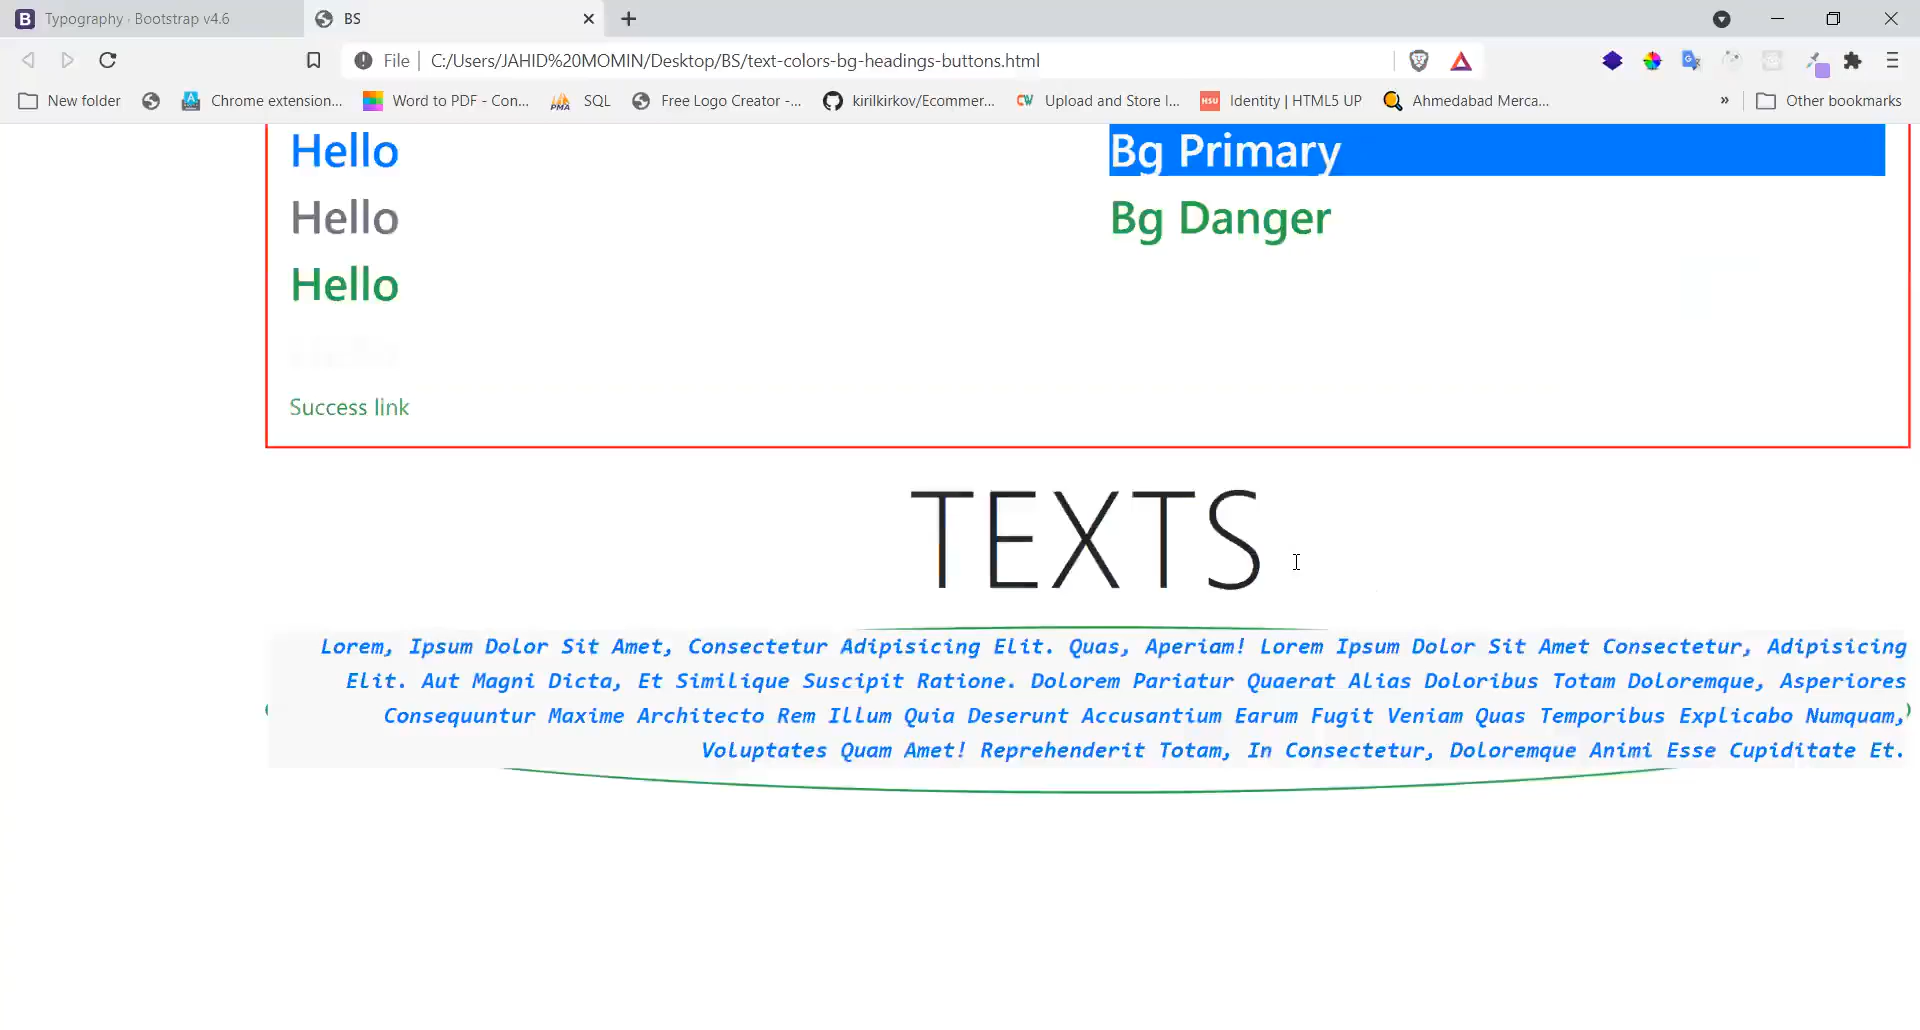 Typography · Bootstrap v4.6
BS
File
C:/Users/JAHID%20MOMIN/Desktop/BS/text-colors-bg-headings-buttons.html
New folder
Chrome extension...
Word to PDF - Con...
SQL
Free Logo Creator -...
kirilkirkov/Ecommer...
Upload and Store I...
Identity | HTML5 UP
Ahmedabad Merca...
»
Other bookmarks
Hello
Bg Primary
Hello
Bg Danger
Hello
Success link
TEXTS
Lorem, Ipsum Dolor Sit Amet, Consectetur Adipisicing Elit. Quas, Aperiam! Lorem Ipsum Dolor Sit Amet Consectetur, Adipisicing
Elit. Aut Magni Dicta, Et Similique Suscipit Ratione. Dolorem Pariatur Quaerat Alias Doloribus Totam Doloremque, Asperiores
Consequuntur Maxime Architecto Rem Illum Quia Deserunt Accusantium Earum Fugit Veniam Quas Temporibus Explicabo Numquam,
Voluptates Quam Amet! Reprehenderit Totam, In Consectetur, Doloremque Animi Esse Cupiditate Et.